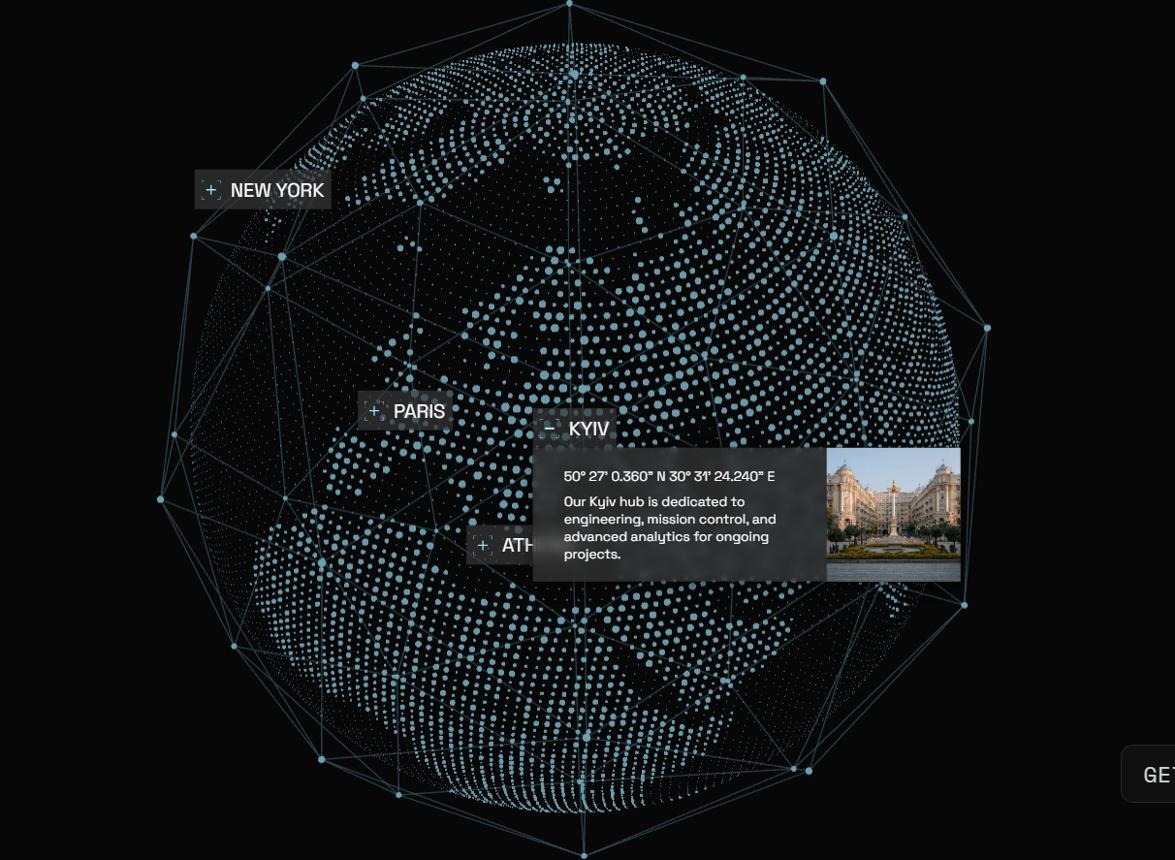 NEW YORK
PARIS
KYIV
50° 27' 0.360" N 30° 31' 24.240" E
Our Kyiv hub is dedicated to
engineering, mission control, and
advanced analytics for ongoing
projects.
ATH
GET